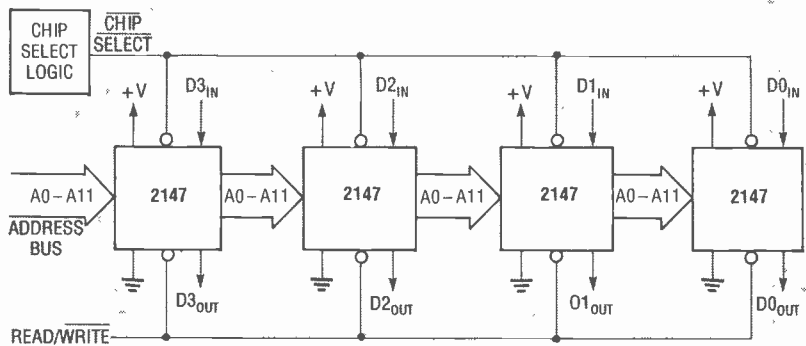 CHIP
SELECT
LOGIC
CHIP
SELECT
+V D3IN +V D2IN +V D1IN +V D0IN
A0–A11 2147 A0–A11 2147 A0–A11 2147 A0–A11 2147
ADDRESS
BUS
D3OUT D2OUT O1OUT D0OUT
READ/WRITE